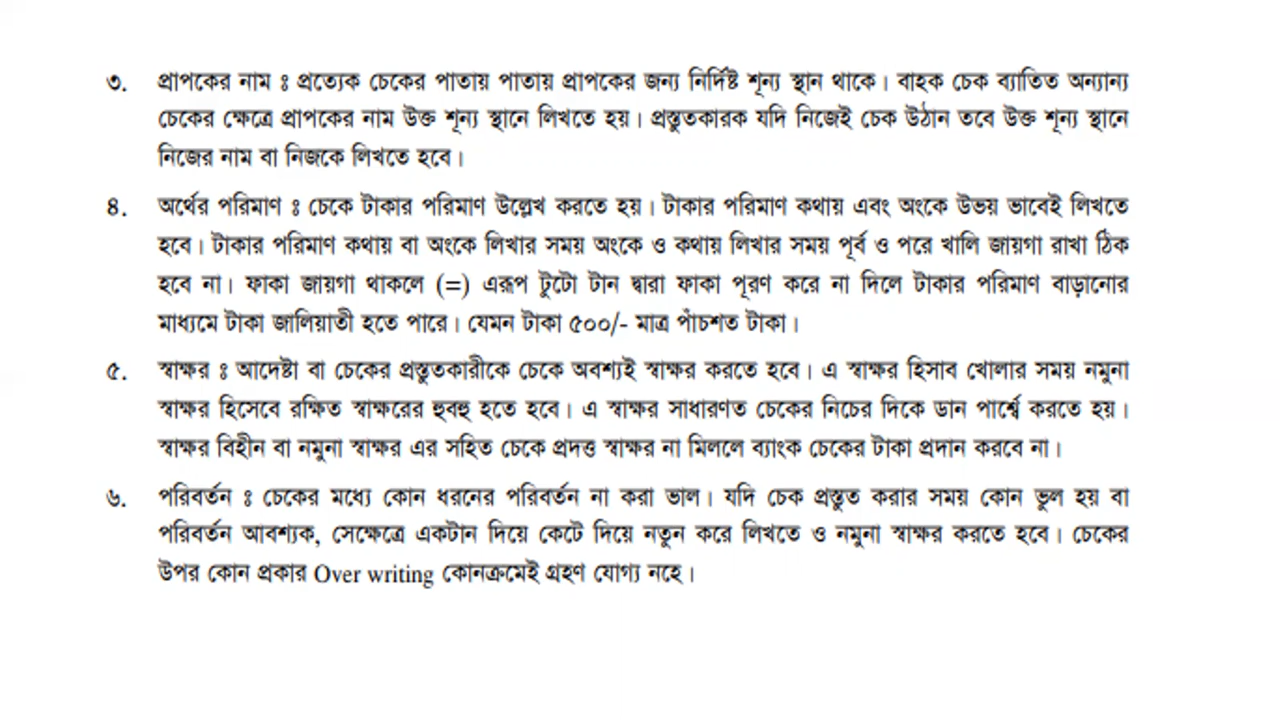 ৩. প্রাপকের নাম ঃ প্রত্যেক চেকের পাতায় পাতায় প্রাপকের জন্য নির্দিষ্ট শূন্য স্থান থাকে। বাহক চেক ব্যাতিত অন্যান্য
চেকের ক্ষেত্রে প্রাপকের নাম উক্ত শূন্য স্থানে লিখতে হয়। প্রস্তুতকারক যদি নিজেই চেক উঠান তবে উক্ত শূন্য স্থানে
নিজের নাম বা নিজকে লিখতে হবে।
৪. অর্থের পরিমাণ ঃ চেকে টাকার পরিমাণ উল্লেখ করতে হয়। টাকার পরিমাণ কথায় এবং অংকে উভয় ভাবেই লিখতে
হবে। টাকার পরিমাণ কথায় বা অংকে লিখার সময় অংকে ও কথায় লিখার সময় পূর্ব ও পরে খালি জায়গা রাখা ঠিক
হবে না। ফাকা জায়গা থাকলে (=) এরূপ টুটো টান দ্বারা ফাকা পূরণ করে না দিলে টাকার পরিমাণ বাড়ানোর
মাধ্যমে টাকা জালিয়াতী হতে পারে। যেমন টাকা ৫০০/- মাত্র পাঁচশত টাকা।
৫. স্বাক্ষর ঃ আদেষ্টা বা চেকের প্রস্তুতকারীকে চেকে অবশ্যই স্বাক্ষর করতে হবে। এ স্বাক্ষর হিসাব খোলার সময় নমুনা
স্বাক্ষর হিসেবে রক্ষিত স্বাক্ষরের হুবহু হতে হবে। এ স্বাক্ষর সাধারণত চেকের নিচের দিকে ডান পার্শ্বে করতে হয়।
স্বাক্ষর বিহীন বা নমুনা স্বাক্ষর এর সহিত চেকে প্রদত্ত স্বাক্ষর না মিললে ব্যাংক চেকের টাকা প্রদান করবে না।
৬. পরিবর্তন ঃ চেকের মধ্যে কোন ধরনের পরিবর্তন না করা ভাল। যদি চেক প্রস্তুত করার সময় কোন ভুল হয় বা
পরিবর্তন আবশ্যক, সেক্ষেত্রে একটান দিয়ে কেটে দিয়ে নতুন করে লিখতে ও নমুনা স্বাক্ষর করতে হবে। চেকের
উপর কোন প্রকার Over writing কোনক্রমেই গ্রহণ যোগ্য নহে।